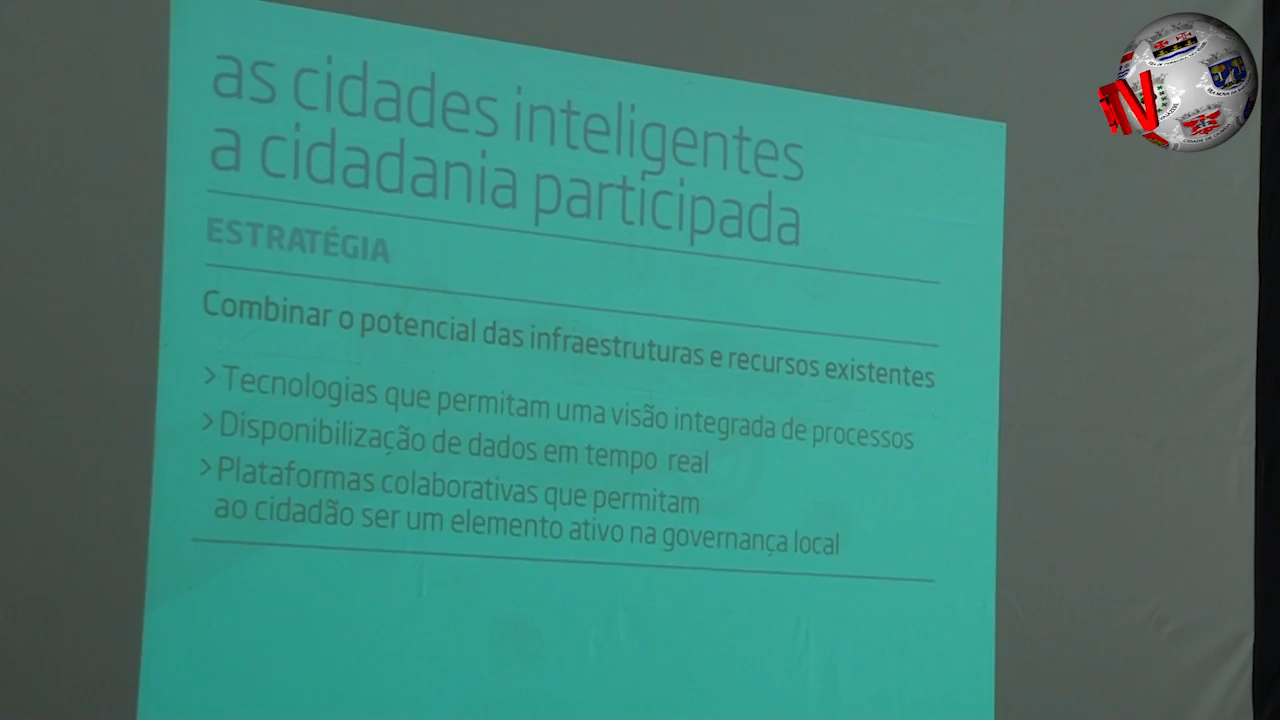 as cidades inteligentes
a cidadania participada
ESTRATÉGIA
Combinar o potencial das infraestruturas e recursos existentes
> Tecnologias que permitam uma visão integrada de processos
> Disponibilização de dados em tempo real
> Plataformas colaborativas que permitam
ao cidadão ser um elemento ativo na governança local
TV